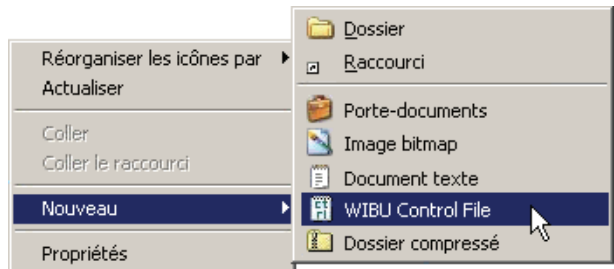 Réorganiser les icônes par
Actualiser
Coller
Coller le raccourci
Nouveau
Propriétés
Dossier
Raccourci
Porte-documents
Image bitmap
Document texte
WIBU Control File
Dossier compressé